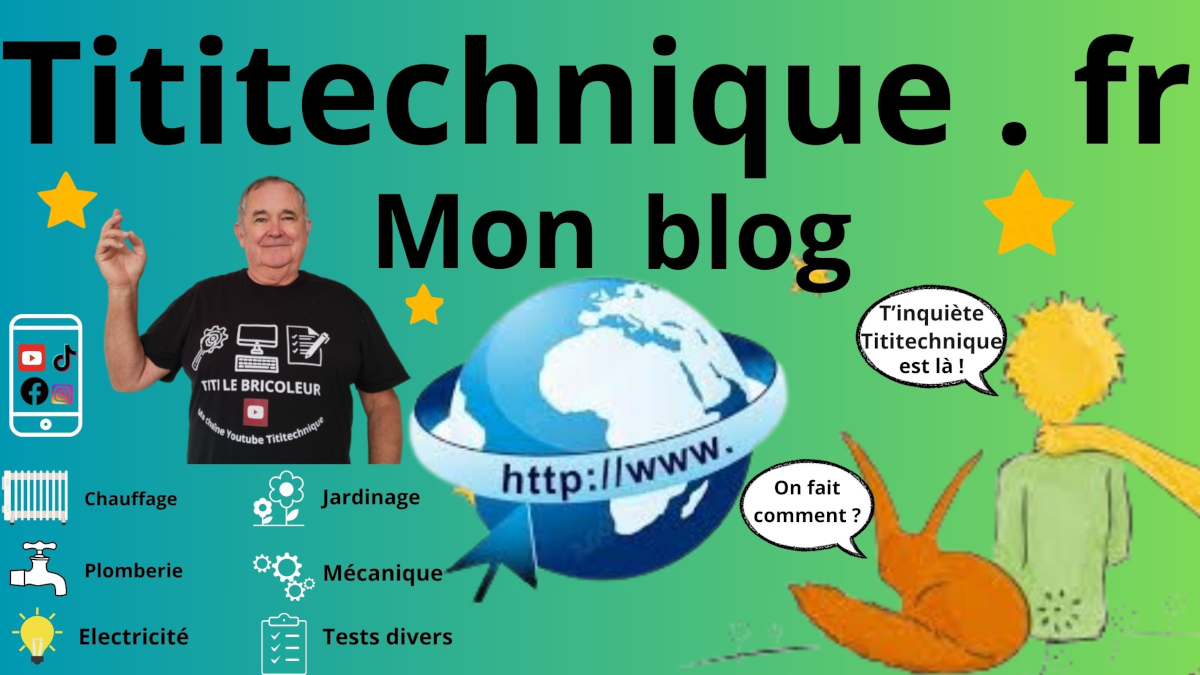 Tititechnique . fr
Mon blog
TITI LE BRICOLEUR
Ma chaîne Youtube Tititechnique
http://www.
T’inquiète
Tititechnique
est là !
On fait
comment ?
Chauffage
Jardinage
Plomberie
Mécanique
Electricité
Tests divers